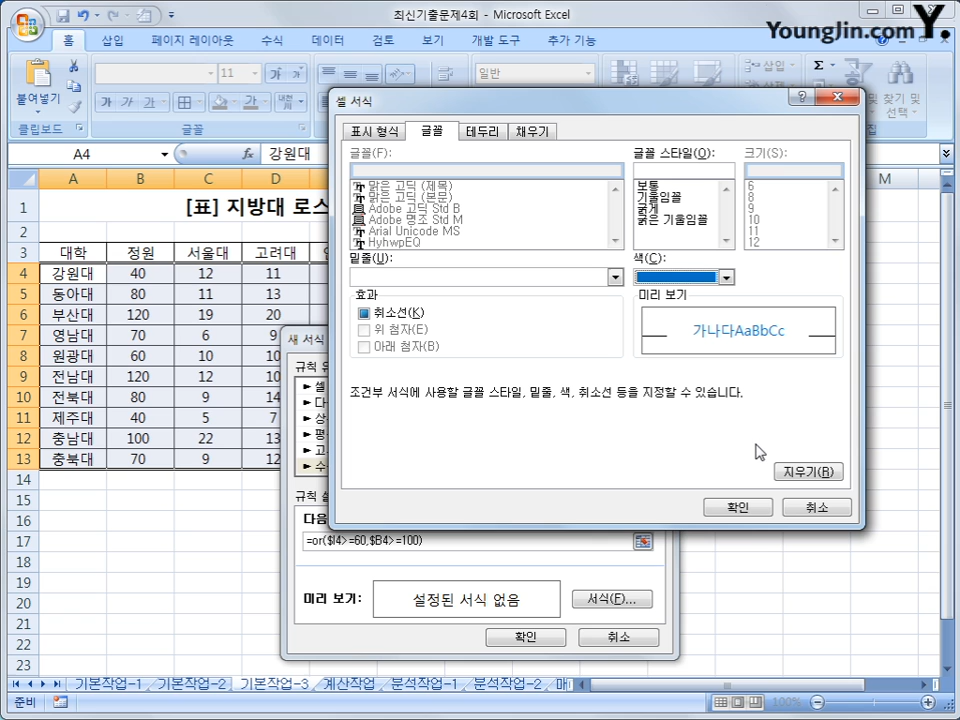 최신기출문제4회 - Microsoft Excel
YoungJin.com Y.
홈 삽입 페이지 레이아웃 수식 데이터 검토 보기 개발 도구 추가 기능
11 가 가 일반 삽입 Σ
붙여넣기 가 가 가 가 내천 찾기 및
선택
클립보드 글꼴
A4 fx 강원대
A B C D M
1 [표] 지방대 로스
2
3 대학 정원 서울대 고려대
4 강원대 40 12 11
5 동아대 80 11 13
6 부산대 120 19 20
7 영남대 70 6 9
8 원광대 60 10 10
9 전남대 120 12 10
10 전북대 80 9 14
11 제주대 40 5 7
12 충남대 100 22 13
13 충북대 70 9 12
14
15
16
17
18
19
20
21
22
23
셀 서식
표시 형식 글꼴 테두리 채우기
글꼴(F): 글꼴 스타일(O): 크기(S):
맑은 고딕 (제목) 보통 6
맑은 고딕 (본문) 기울임꼴 8
Adobe 고딕 Std B 굵게 9
Adobe 명조 Std M 굵은 기울임꼴 10
Arial Unicode MS 11
HyhwpEQ 12
밑줄(U): 색(C):
효과 미리 보기
취소선(K)
위 첨자(E) 가나다AaBbCc
아래 첨자(B)
조건부 서식에 사용할 글꼴 스타일, 밑줄, 색, 취소선 등을 지정할 수 있습니다.
지우기(R)
확인 취소
새 서식
규칙 유
► 셀
► 다
► 상
► 평
► 고
► 수
규칙 설
다음
=or($I4>=60,$B4>=100)
미리 보기: 설정된 서식 없음 서식(F)...
확인 취소
기본작업-1 기본작업-2 기본작업-3 계산작업 분석작업-1 분석작업-2 매
준비 100%